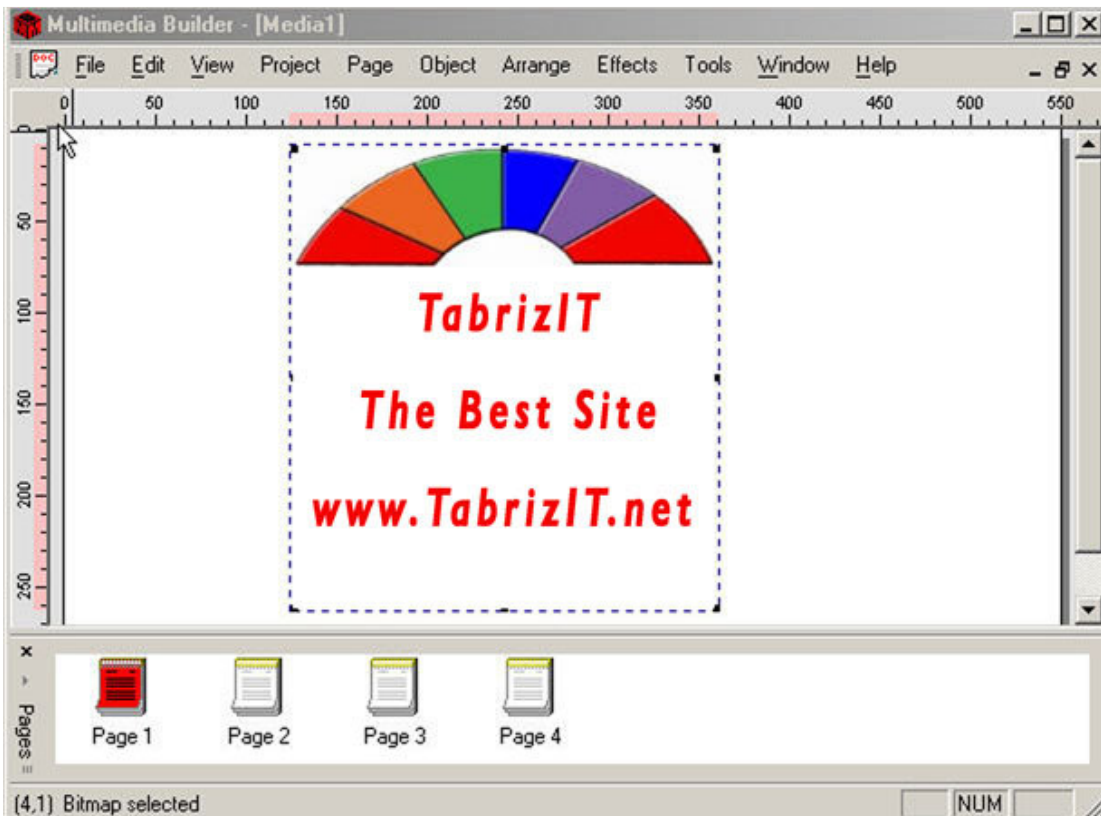 Multimedia Builder - [Media1]
File Edit View Project Page Object Arrange Effects Tools Window Help
0 50 100 150 200 250 300 350 400 450 500 550
50
100
150
200
250
TabrizIT
The Best Site
www.TabrizIT.net
Pages
Page 1 Page 2 Page 3 Page 4
(4,1) Bitmap selected NUM